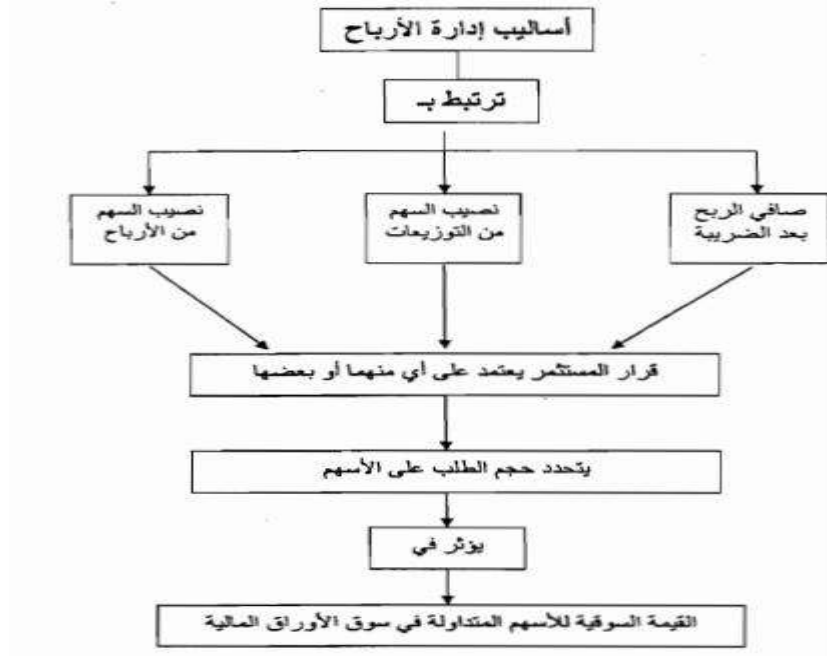 أساليب إدارة الأرباح
ترتبط بـ
صافي الربح
بعد الضريبة
نصيب السهم
من التوزيعات
نصيب السهم
من الأرباح
قرار المستثمر يعتمد على أي منهما أو بعضها
يتحدد حجم الطلب على الأسهم
يؤثر في
القيمة السوقية للأسهم المتداولة في سوق الأوراق المالية